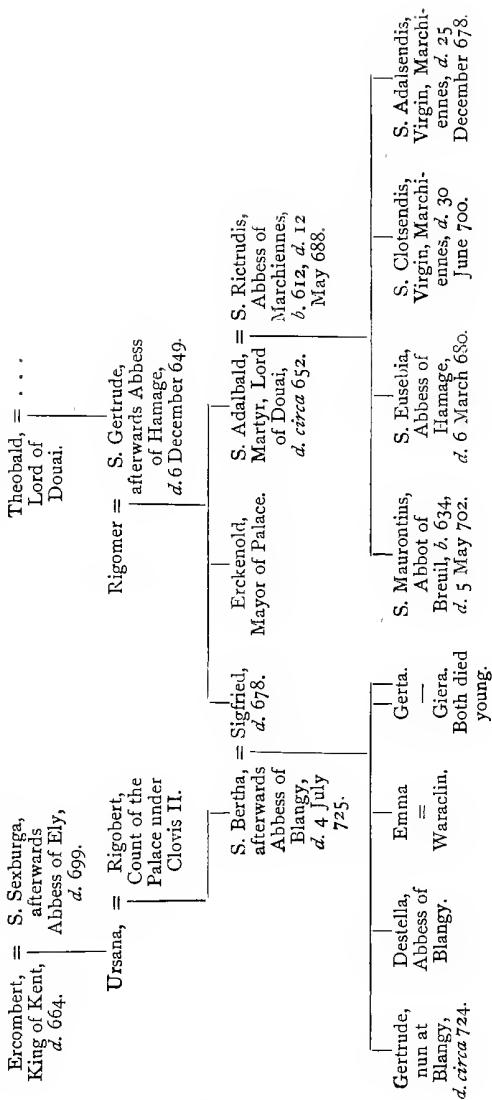 Ercombert, = S. Sexburga,
King of Kent, afterwards
d. 664. Abbess of Ely,
d. 699.
Theobald, = . . . .
Lord of
Douai.
Ursana, = Rigobert,
Count of the
Palace under
Clovis II.
Rigomer = S. Gertrude,
afterwards Abbess
of Hamage,
d. 6 December 649.
S. Bertha, = Sigfried,
afterwards d. 678.
Abbess of
Blangy,
d. 4 July
725.
Erckenold,
Mayor of Palace.
S. Adalbald, = S. Rictrudis,
Martyr, Lord Abbess of
of Douai, Marchiennes,
d. circa 652. b. 612, d. 12
May 688.
Gertrude,
nun at
Blangy,
d. circa 724.
Destella,
Abbess of
Blangy.
Emma
=
Waraclin.
Gerta.
—
Giera.
Both died
young.
S. Maurontius,
Abbot of
Breuil, b. 634,
d. 5 May 702.
S. Eusebia,
Abbess of
Hamage,
d. 6 March 680.
S. Clotsendis,
Virgin, Marchi-
ennes, d. 30
June 700.
S. Adalsendis,
Virgin, Marchi-
ennes, d. 25
December 678.